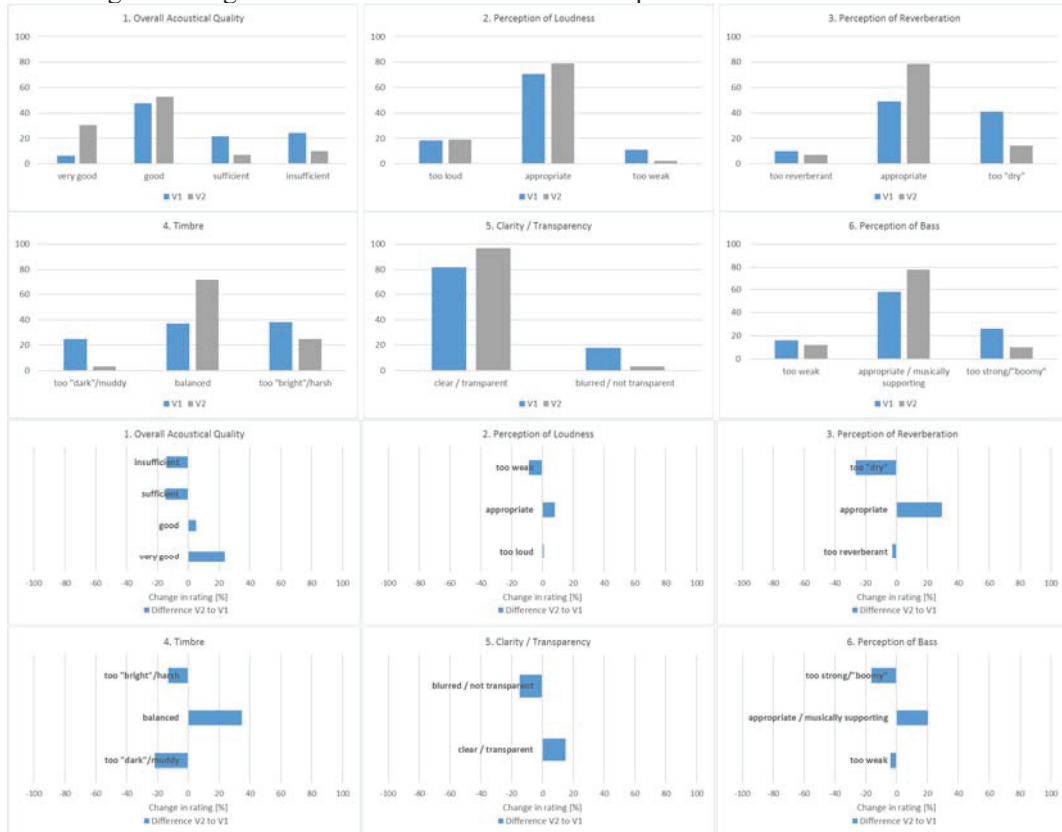 1. Overall Acoustical Quality
100
80
60
40
20
0
very good good sufficient insufficient
V1 V2
2. Perception of Loudness
100
80
60
40
20
0
too loud appropriate too weak
V1 V2
3. Perception of Reverberation
100
80
60
40
20
0
too reverberant appropriate too "dry"
V1 V2
4. Timbre
100
80
60
40
20
0
too "dark"/muddy balanced too "bright"/harsh
V1 V2
5. Clarity / Transparency
100
80
60
40
20
0
clear / transparent blurred / not transparent
V1 V2
6. Perception of Bass
100
80
60
40
20
0
too weak appropriate / musically too strong/"boomy"
supporting
V1 V2
1. Overall Acoustical Quality
insufficient
sufficient
good
very good
-100 -80 -60 -40 -20 0 20 40 60 80 100
Change in rating [%]
Difference V2 to V1
2. Perception of Loudness
too weak
appropriate
too loud
-100 -80 -60 -40 -20 0 20 40 60 80 100
Change in rating [%]
Difference V2 to V1
3. Perception of Reverberation
too "dry"
appropriate
too reverberant
-100 -80 -60 -40 -20 0 20 40 60 80 100
Change in rating [%]
Difference V2 to V1
4. Timbre
too "bright"/harsh
balanced
too "dark"/muddy
-100 -80 -60 -40 -20 0 20 40 60 80 100
Change in rating [%]
Difference V2 to V1
5. Clarity / Transparency
blurred / not transparent
clear / transparent
-100 -80 -60 -40 -20 0 20 40 60 80 100
Change in rating [%]
Difference V2 to V1
6. Perception of Bass
too strong/"boomy"
appropriate / musically supporting
too weak
-100 -80 -60 -40 -20 0 20 40 60 80 100
Change in rating [%]
Difference V2 to V1